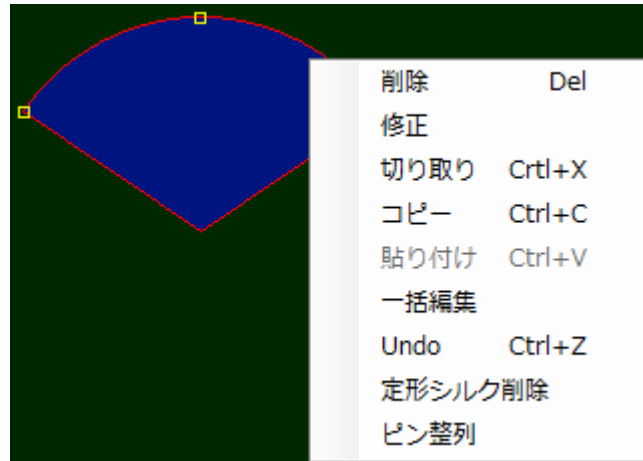 削除 Del
修正
切り取り Crtl+X
コピー Ctrl+C
貼り付け Ctrl+V
一括編集
Undo Ctrl+Z
定形シルク削除
ピン整列